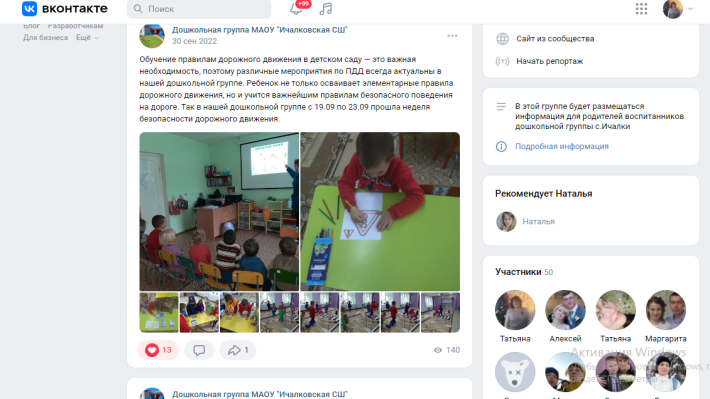 вконтакте
Поиск
+99
Блог Разработчикам
Для бизнеса Ещё
Дошкольная группа МАОУ "Ичалковская СШ"
30 сен 2022
Обучение правилам дорожного движения в детском саду — это важная
необходимость, поэтому различные мероприятия по ПДД всегда актуальны в
нашей дошкольной группе. Ребенок не только осваивает элементарные правила
дорожного движения, но и учится важнейшим правилам безопасного поведения
на дороге. Так в нашей дошкольной группе с 19.09 по 23.09 прошла неделя
безопасности дорожного движения.
13
1
140
Дошкольная группа МАОУ "Ичалковская СШ"
Сайт из сообщества
Начать репортаж
В этой группе будет размещаться
информация для родителей воспитанников
дошкольной группы с.Ичалки
Подробная информация
Рекомендует Наталья
Наталья
Участники 50
Татьяна Алексей Татьяна Маргарита
Активация Windows